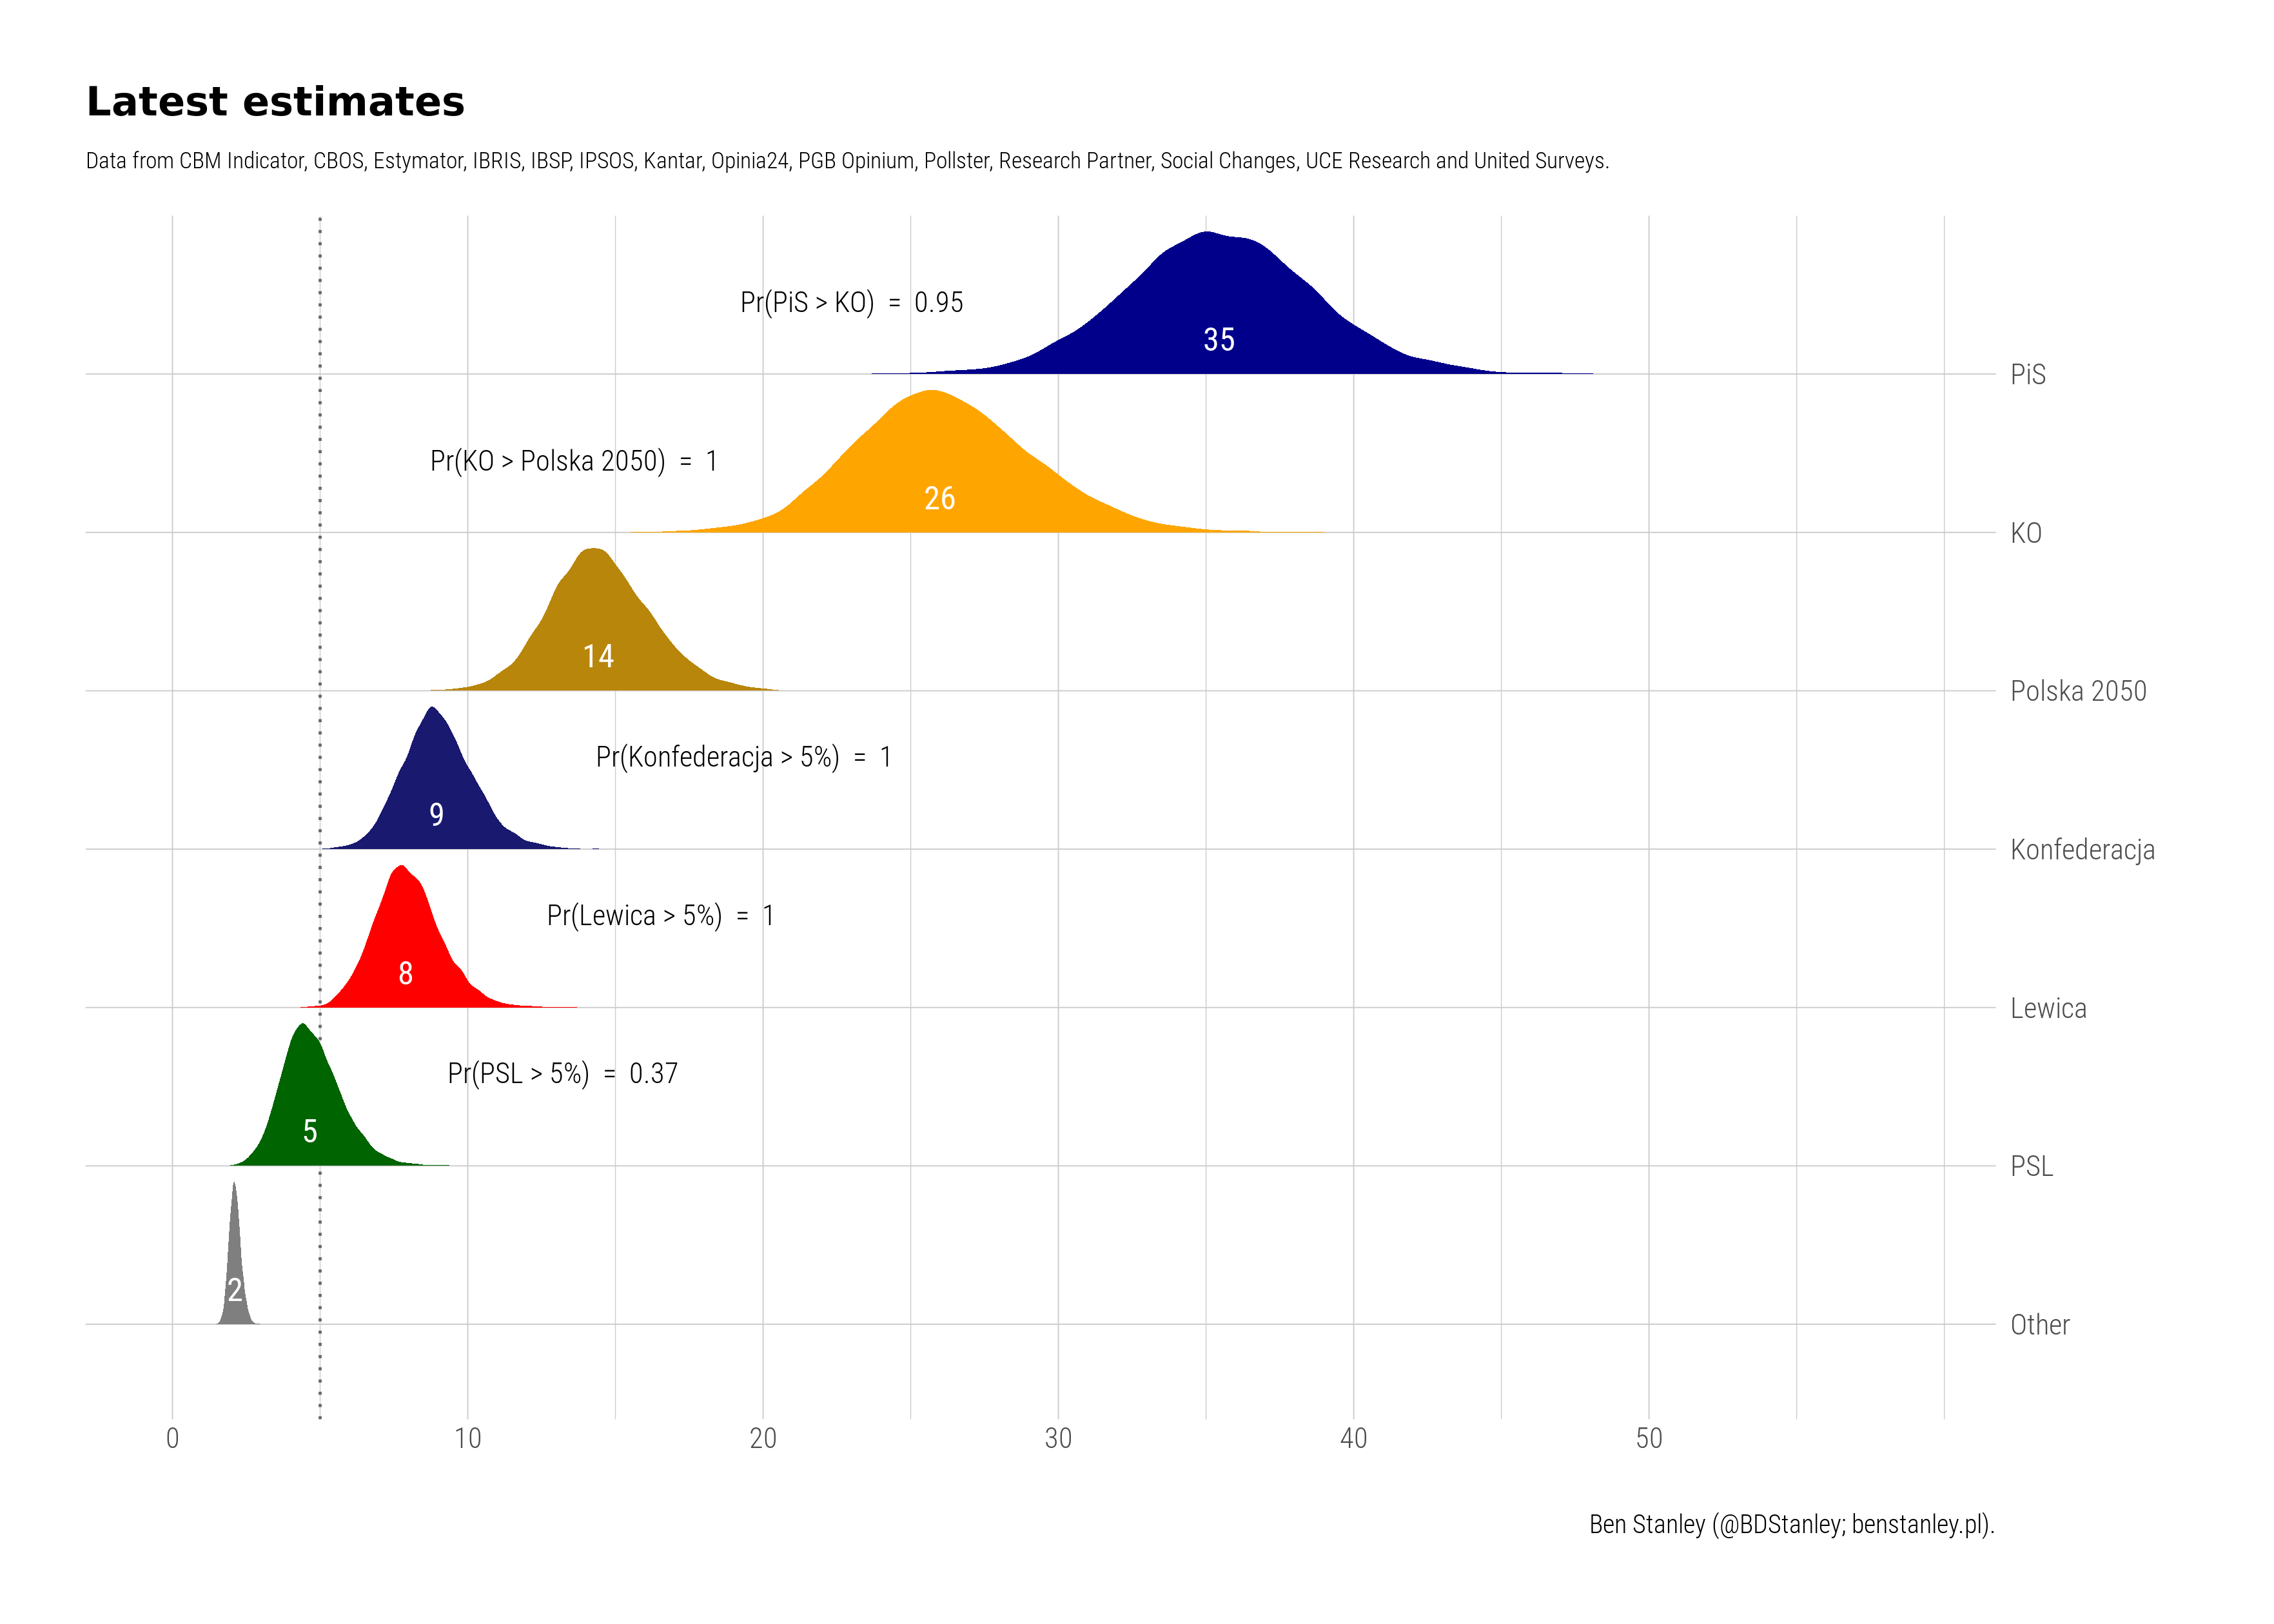 Latest estimates
Data from CBM Indicator, CBOS, Estymator, IBRIS, IBSP, IPSOS, Kantar, Opinia24, PGB Opinium, Pollster, Research Partner, Social Changes, UCE Research and United Surveys.
Pr(PiS > KO) = 0.95
35
PiS
Pr(KO > Polska 2050) = 1
26
KO
14
Polska 2050
Pr(Konfederacja > 5%) = 1
9
Konfederacja
Pr(Lewica > 5%) = 1
8
Lewica
Pr(PSL > 5%) = 0.37
5
PSL
2
Other
0 10 20 30 40 50
Ben Stanley (@BDStanley; benstanley.pl).